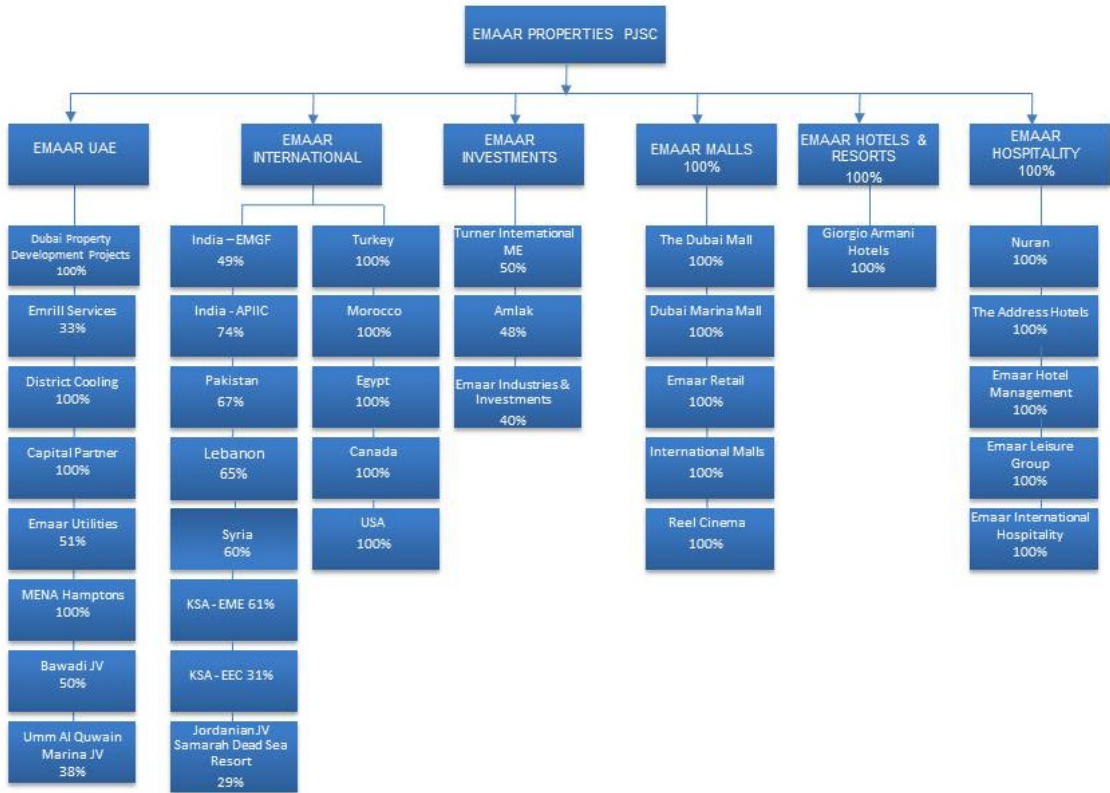 EMAAR PROPERTIES PJSC
EMAAR UAE
EMAAR
INTERNATIONAL
EMAAR
INVESTMENTS
EMAAR MALLS
100%
EMAAR HOTELS &
RESORTS
100%
EMAAR
HOSPITALITY
100%
Dubai Property
Development Projects
100%
Emrill Services
33%
District Cooling
100%
Capital Partner
100%
Emaar Utilities
51%
MENA Hamptons
100%
Bawadi JV
50%
Umm Al Quwain
Marina JV
38%
India – EMGF
49%
India - APIIC
74%
Pakistan
67%
Lebanon
65%
Syria
60%
KSA - EME 61%
KSA - EEC 31%
Jordanian JV
Samarah Dead Sea
Resort
29%
Turkey
100%
Morocco
100%
Egypt
100%
Canada
100%
USA
100%
Turner International
ME
50%
Amlak
48%
Emaar Industries &
Investments
40%
The Dubai Mall
100%
Dubai Marina Mall
100%
Emaar Retail
100%
International Malls
100%
Reel Cinema
100%
Giorgio Armani
Hotels
100%
Nuran
100%
The Address Hotels
100%
Emaar Hotel
Management
100%
Emaar Leisure
Group
100%
Emaar International
Hospitality
100%